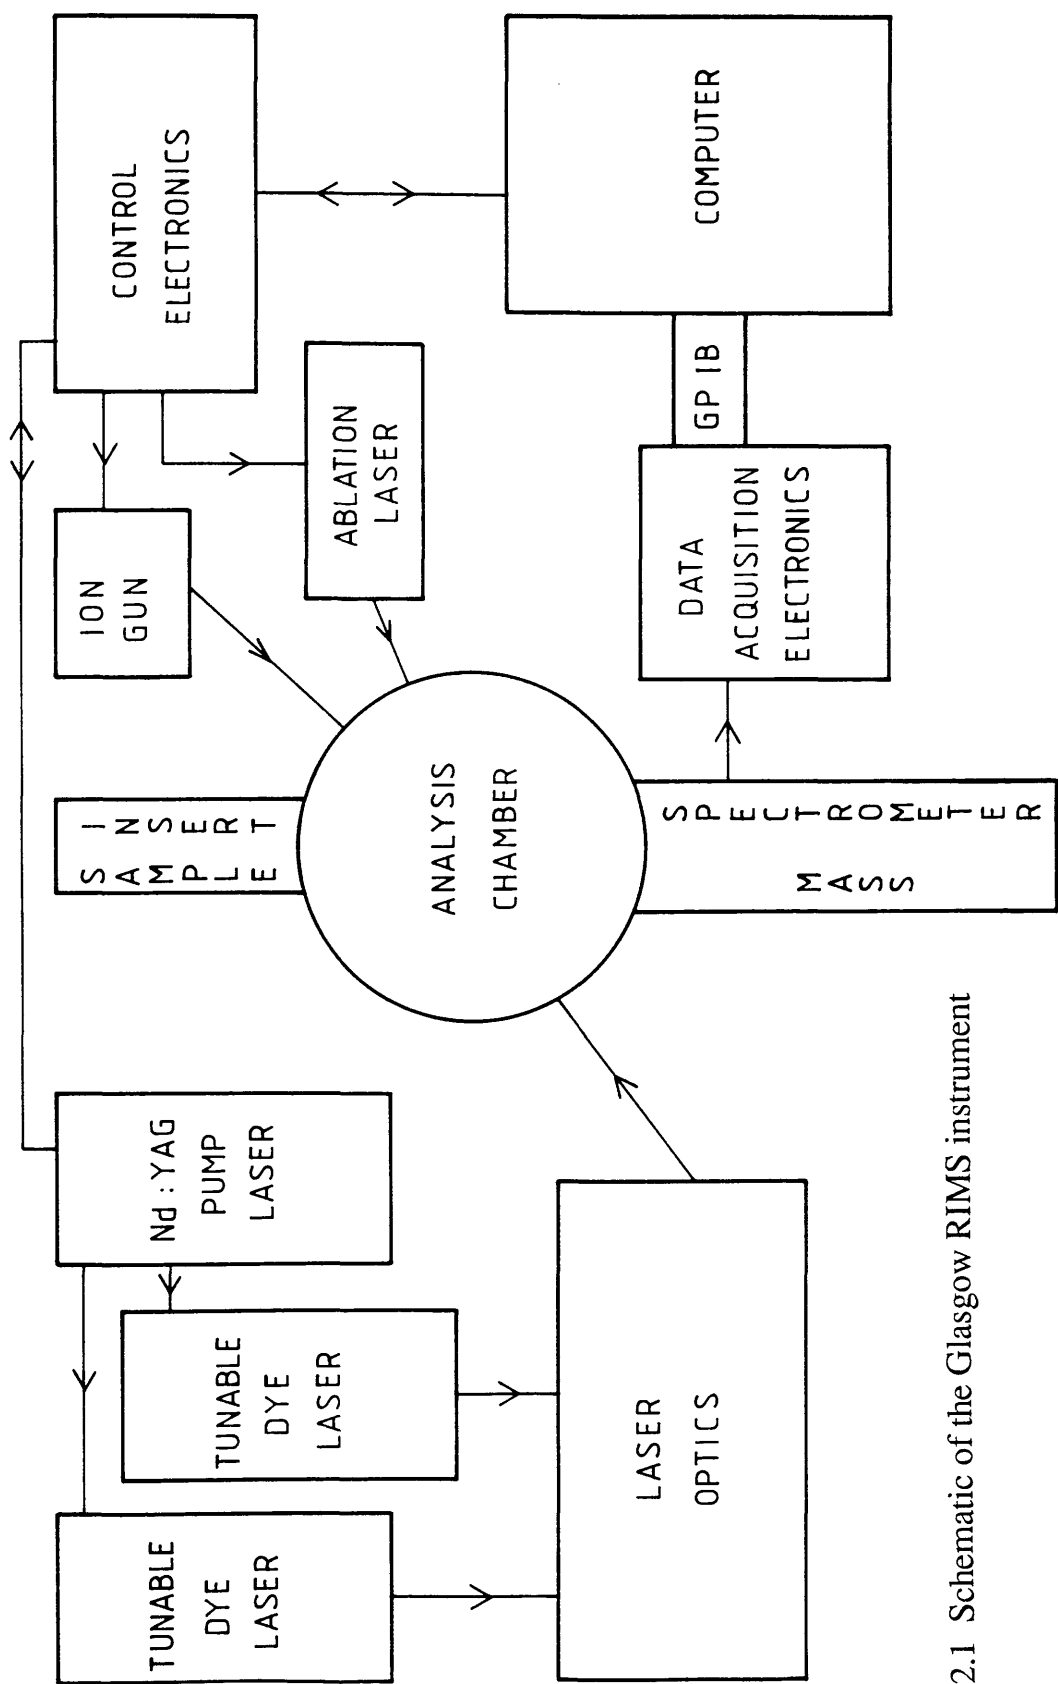 TUNABLE
DYE
LASER
TUNABLE
DYE
LASER
Nd:YAG
PUMP
LASER
LASER
OPTICS
SAMPLE
INSERT
ANALYSIS
CHAMBER
MASS
SPECTROMETER
ION
GUN
ABLATION
LASER
CONTROL
ELECTRONICS
DATA
ACQUISITION
ELECTRONICS
GP IB
COMPUTER
2.1 Schematic of the Glasgow RIMS instrument